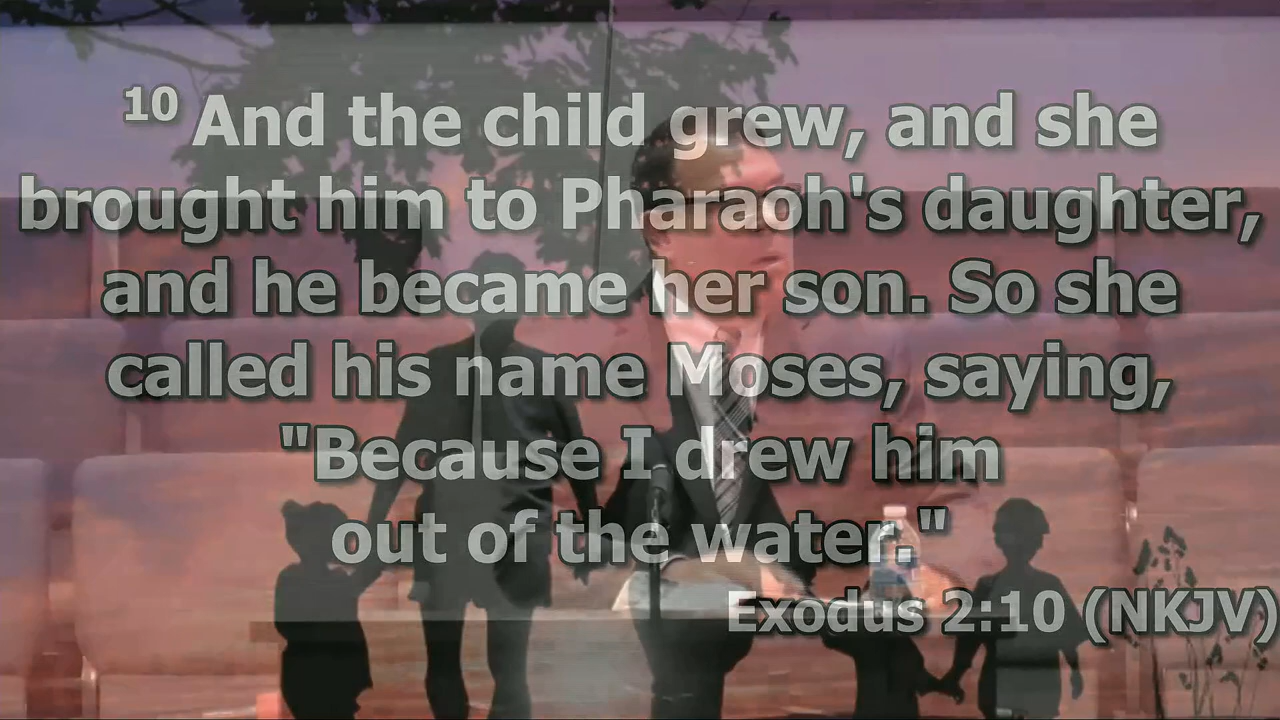 10 And the child grew, and she
brought him to Pharaoh's daughter,
and he became her son. So she
called his name Moses, saying,
"Because I drew him
out of the water."
Exodus 2:10 (NKJV)